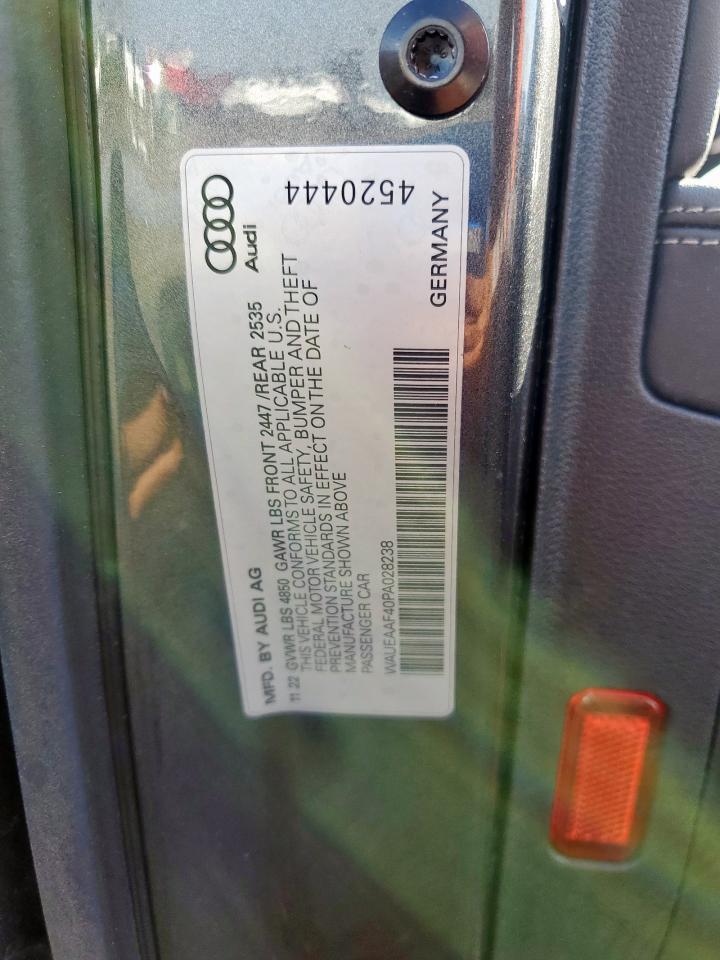 MFD. BY AUDI AG
11 22 GVWR LBS 4850 GAWR LBS FRONT 2447 /REAR 2535
THIS VEHICLE CONFORMS TO ALL APPLICABLE U.S.
FEDERAL MOTOR VEHICLE SAFETY, BUMPER AND THEFT
PREVENTION STANDARDS IN EFFECT ON THE DATE OF
MANUFACTURE SHOWN ABOVE
PASSENGER CAR
WAUEAAF40PA028238
Audi
4520444
GERMANY